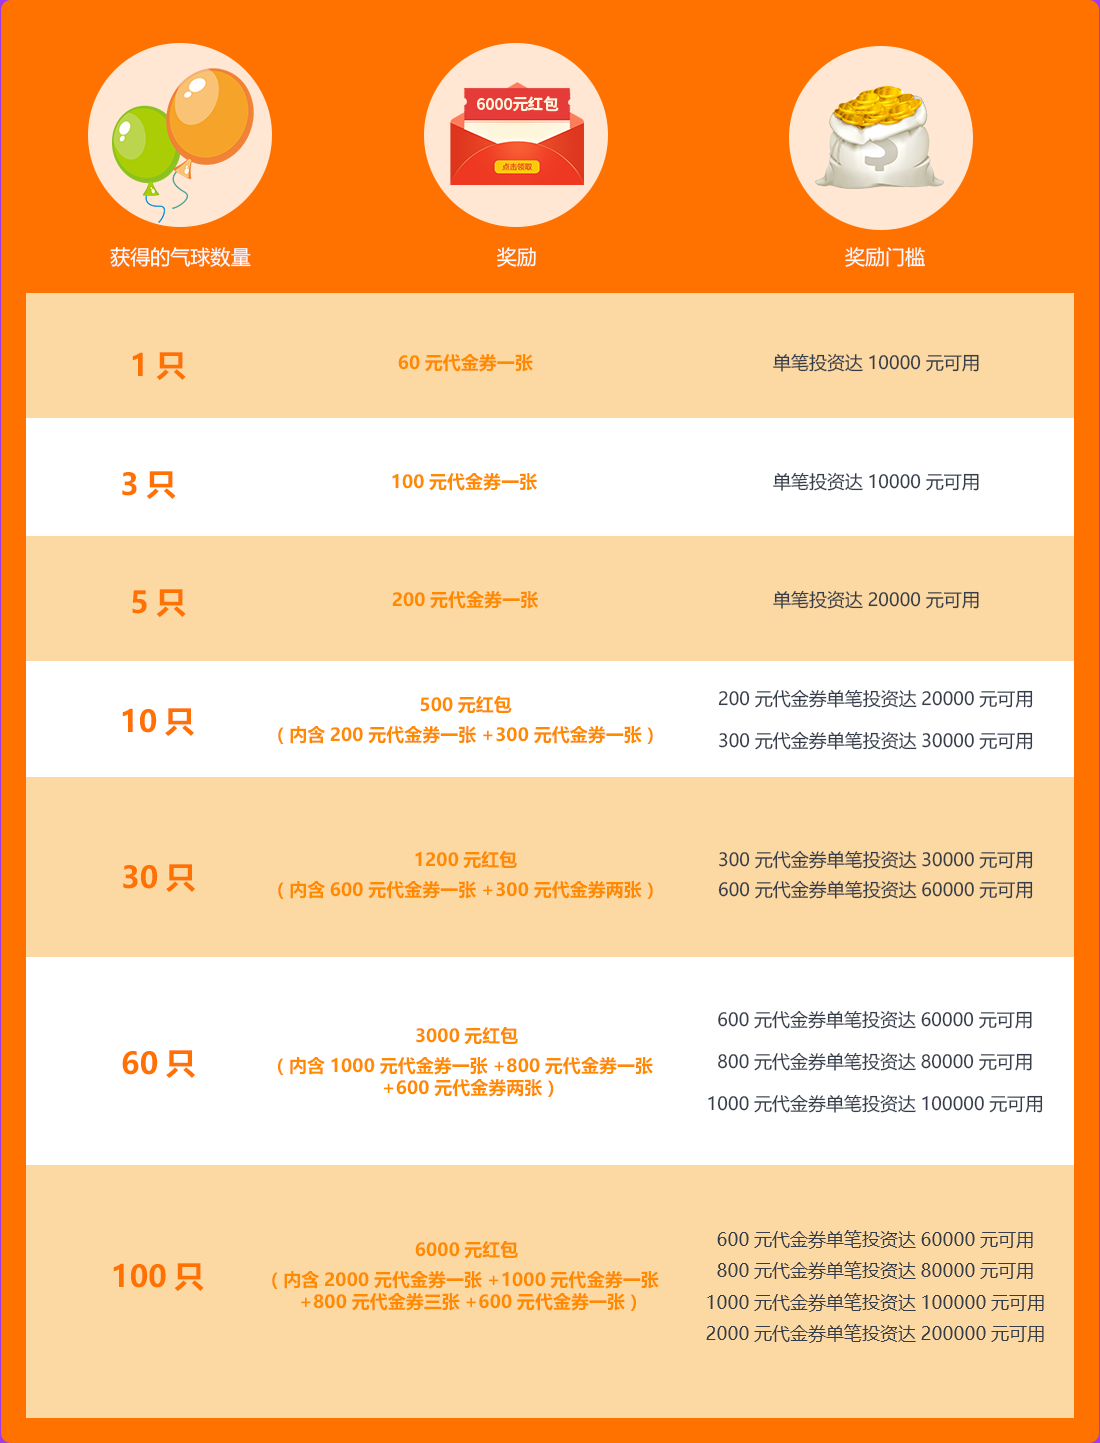 6000元红包
点击领取
获得的气球数量
奖励
奖励门槛
1 只
60 元代金券一张
单笔投资达 10000 元可用
3 只
100 元代金券一张
单笔投资达 10000 元可用
5 只
200 元代金券一张
单笔投资达 20000 元可用
10 只
500 元红包
( 内含 200 元代金券一张 +300 元代金券一张 )
200 元代金券单笔投资达 20000 元可用
300 元代金券单笔投资达 30000 元可用
30 只
1200 元红包
( 内含 600 元代金券一张 +300 元代金券两张 )
300 元代金券单笔投资达 30000 元可用
600 元代金券单笔投资达 60000 元可用
60 只
3000 元红包
( 内含 1000 元代金券一张 +800 元代金券一张
+600 元代金券两张 )
600 元代金券单笔投资达 60000 元可用
800 元代金券单笔投资达 80000 元可用
1000 元代金券单笔投资达 100000 元可用
100 只
6000 元红包
( 内含 2000 元代金券一张 +1000 元代金券一张
+800 元代金券三张 +600 元代金券一张 )
600 元代金券单笔投资达 60000 元可用
800 元代金券单笔投资达 80000 元可用
1000 元代金券单笔投资达 100000 元可用
2000 元代金券单笔投资达 200000 元可用